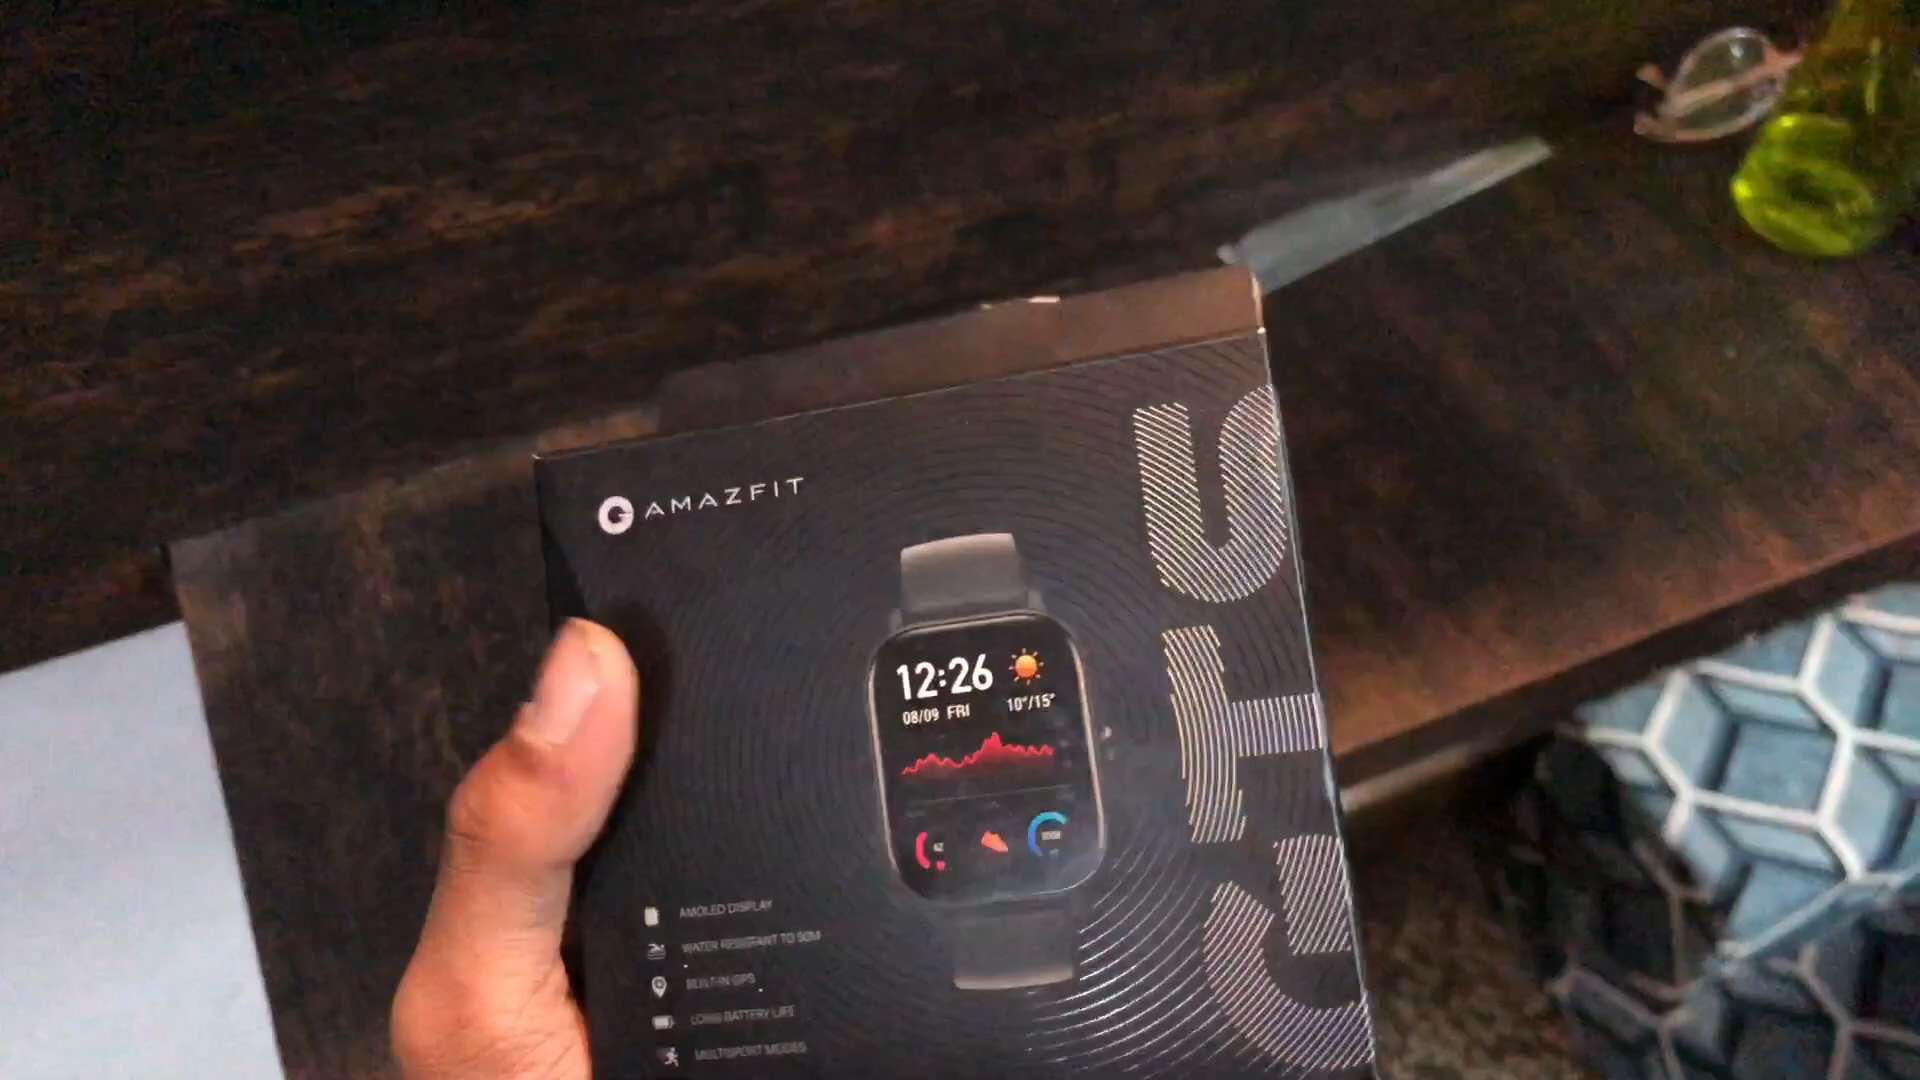 AMAZFIT
GTS
12:26
08/09 FRI 10°/15°
AMOLED DISPLAY
WATER RESISTANT TO 50M
BUILT-IN GPS
LONG BATTERY LIFE
MULTISPORT MODES